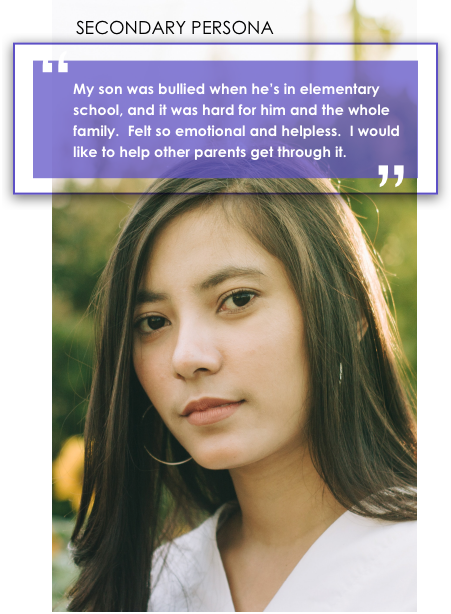 SECONDARY PERSONA
“
My son was bullied when he's in elementary
school, and it was hard for him and the whole
family.  Felt so emotional and helpless.  I would
like to help other parents get through it.
”